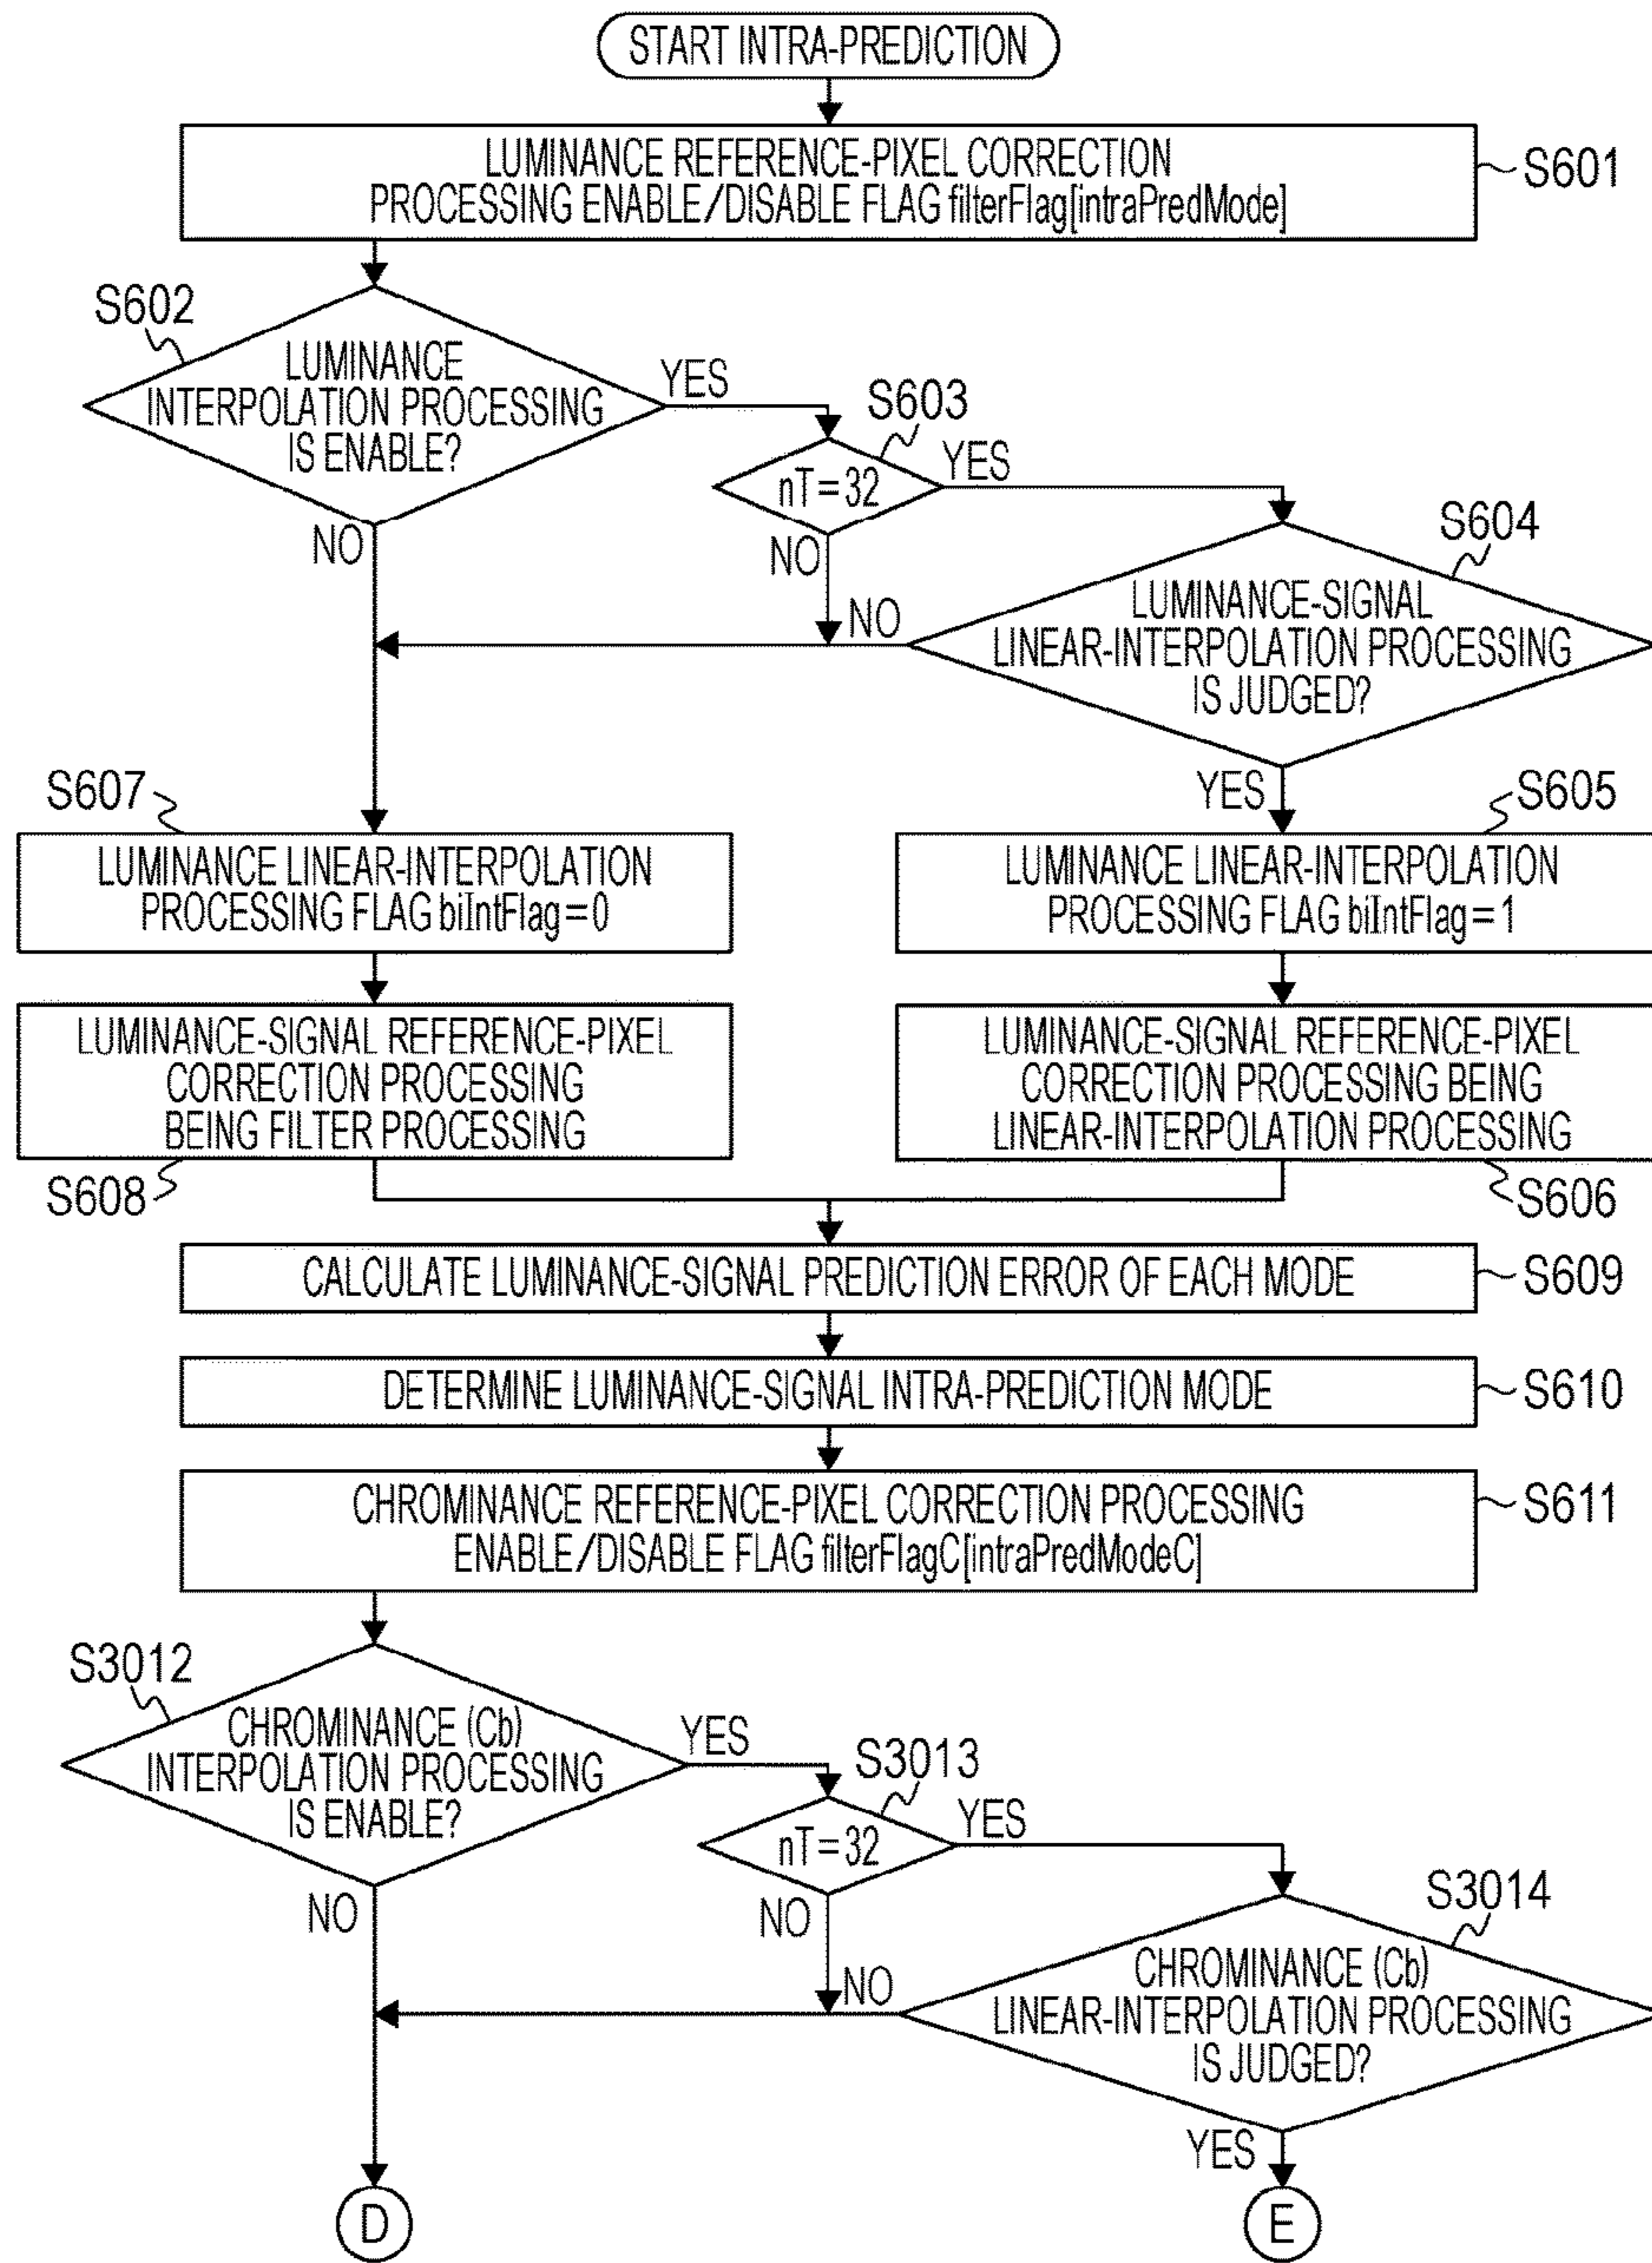 START INTRA-PREDICTION
LUMINANCE REFERENCE-PIXEL CORRECTION
PROCESSING ENABLE/DISABLE FLAG filterFlag[intraPredMode]
S601
S602
LUMINANCE
INTERPOLATION PROCESSING
IS ENABLE?
YES
NO
S603
nT=32
YES
NO
S604
LUMINANCE-SIGNAL
LINEAR-INTERPOLATION PROCESSING
IS JUDGED?
NO
YES
S607
LUMINANCE LINEAR-INTERPOLATION
PROCESSING FLAG biIntFlag=0
S605
LUMINANCE LINEAR-INTERPOLATION
PROCESSING FLAG biIntFlag=1
LUMINANCE-SIGNAL REFERENCE-PIXEL
CORRECTION PROCESSING
BEING FILTER PROCESSING
S608
LUMINANCE-SIGNAL REFERENCE-PIXEL
CORRECTION PROCESSING BEING
LINEAR-INTERPOLATION PROCESSING
S606
CALCULATE LUMINANCE-SIGNAL PREDICTION ERROR OF EACH MODE
S609
DETERMINE LUMINANCE-SIGNAL INTRA-PREDICTION MODE
S610
CHROMINANCE REFERENCE-PIXEL CORRECTION PROCESSING
ENABLE/DISABLE FLAG filterFlagC[intraPredModeC]
S611
S3012
CHROMINANCE (Cb)
INTERPOLATION PROCESSING
IS ENABLE?
YES
NO
S3013
nT=32
YES
NO
S3014
CHROMINANCE (Cb)
LINEAR-INTERPOLATION PROCESSING
IS JUDGED?
NO
YES
D
E